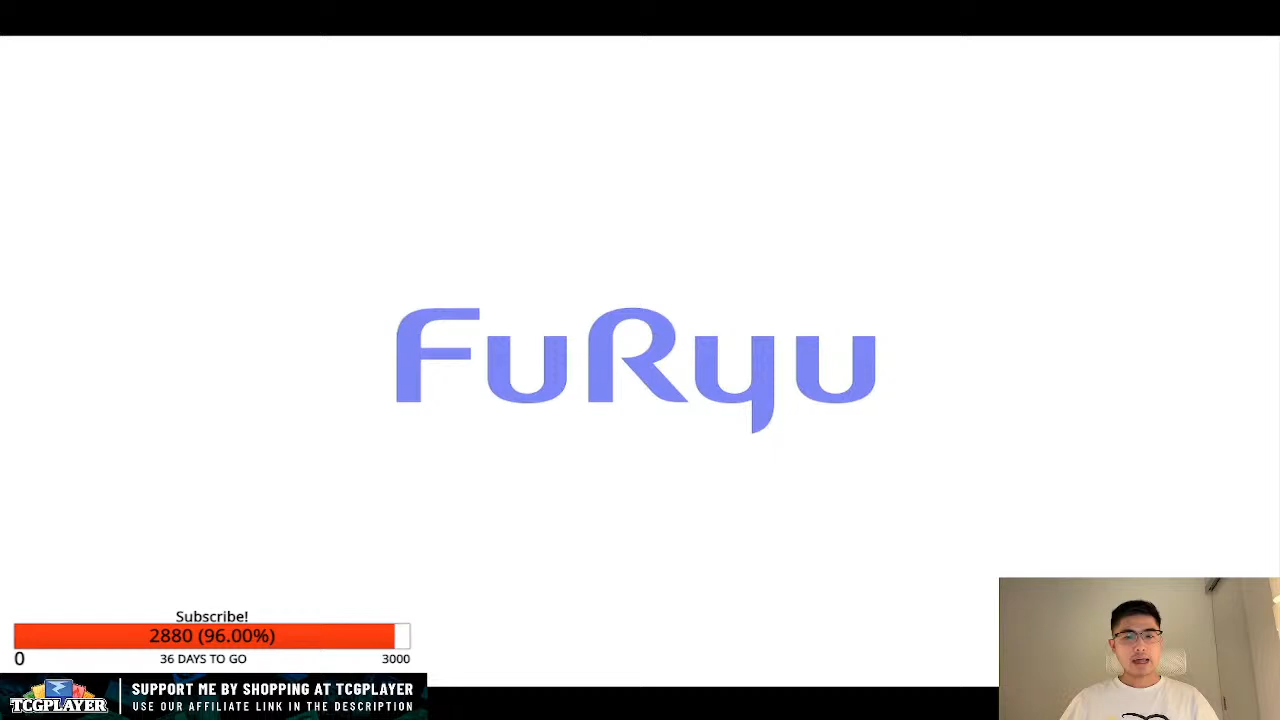 FuRyu
Subscribe!
2880 (96.00%)
0
36 DAYS TO GO
3000
TCGPLAYER
SUPPORT ME BY SHOPPING AT TCGPLAYER
USE OUR AFFILIATE LINK IN THE DESCRIPTION